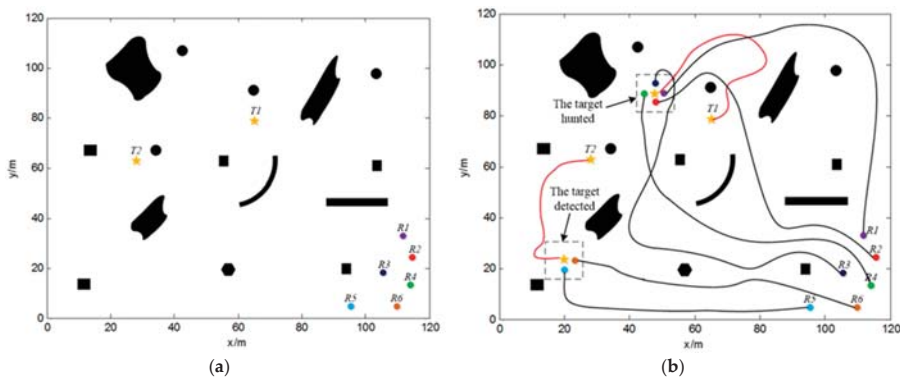 120
100
80
60
40
20
0
y/m
0 20 40 60 80 100 120
x/m
T1
T2
R1
R2
R3
R4
R5
R6
(a)
120
100
80
60
40
20
0
y/m
0 20 40 60 80 100 120
x/m
The target
hunted
T1
T2
The target
detected
R1
R2
R3
R4
R5
R6
(b)